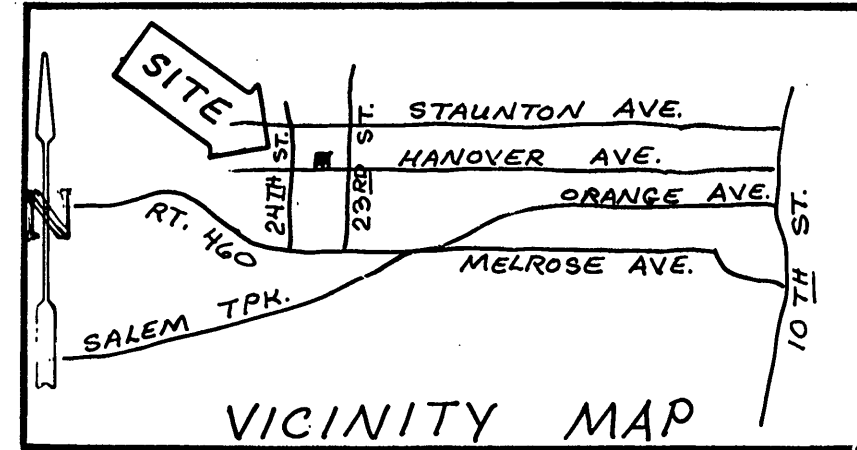 SITE
STAUNTON AVE.
24TH ST.
23RD ST.
HANOVER AVE.
ORANGE AVE.
N
RT. 460
MELROSE AVE.
10TH ST.
SALEM TPK.
VICINITY MAP